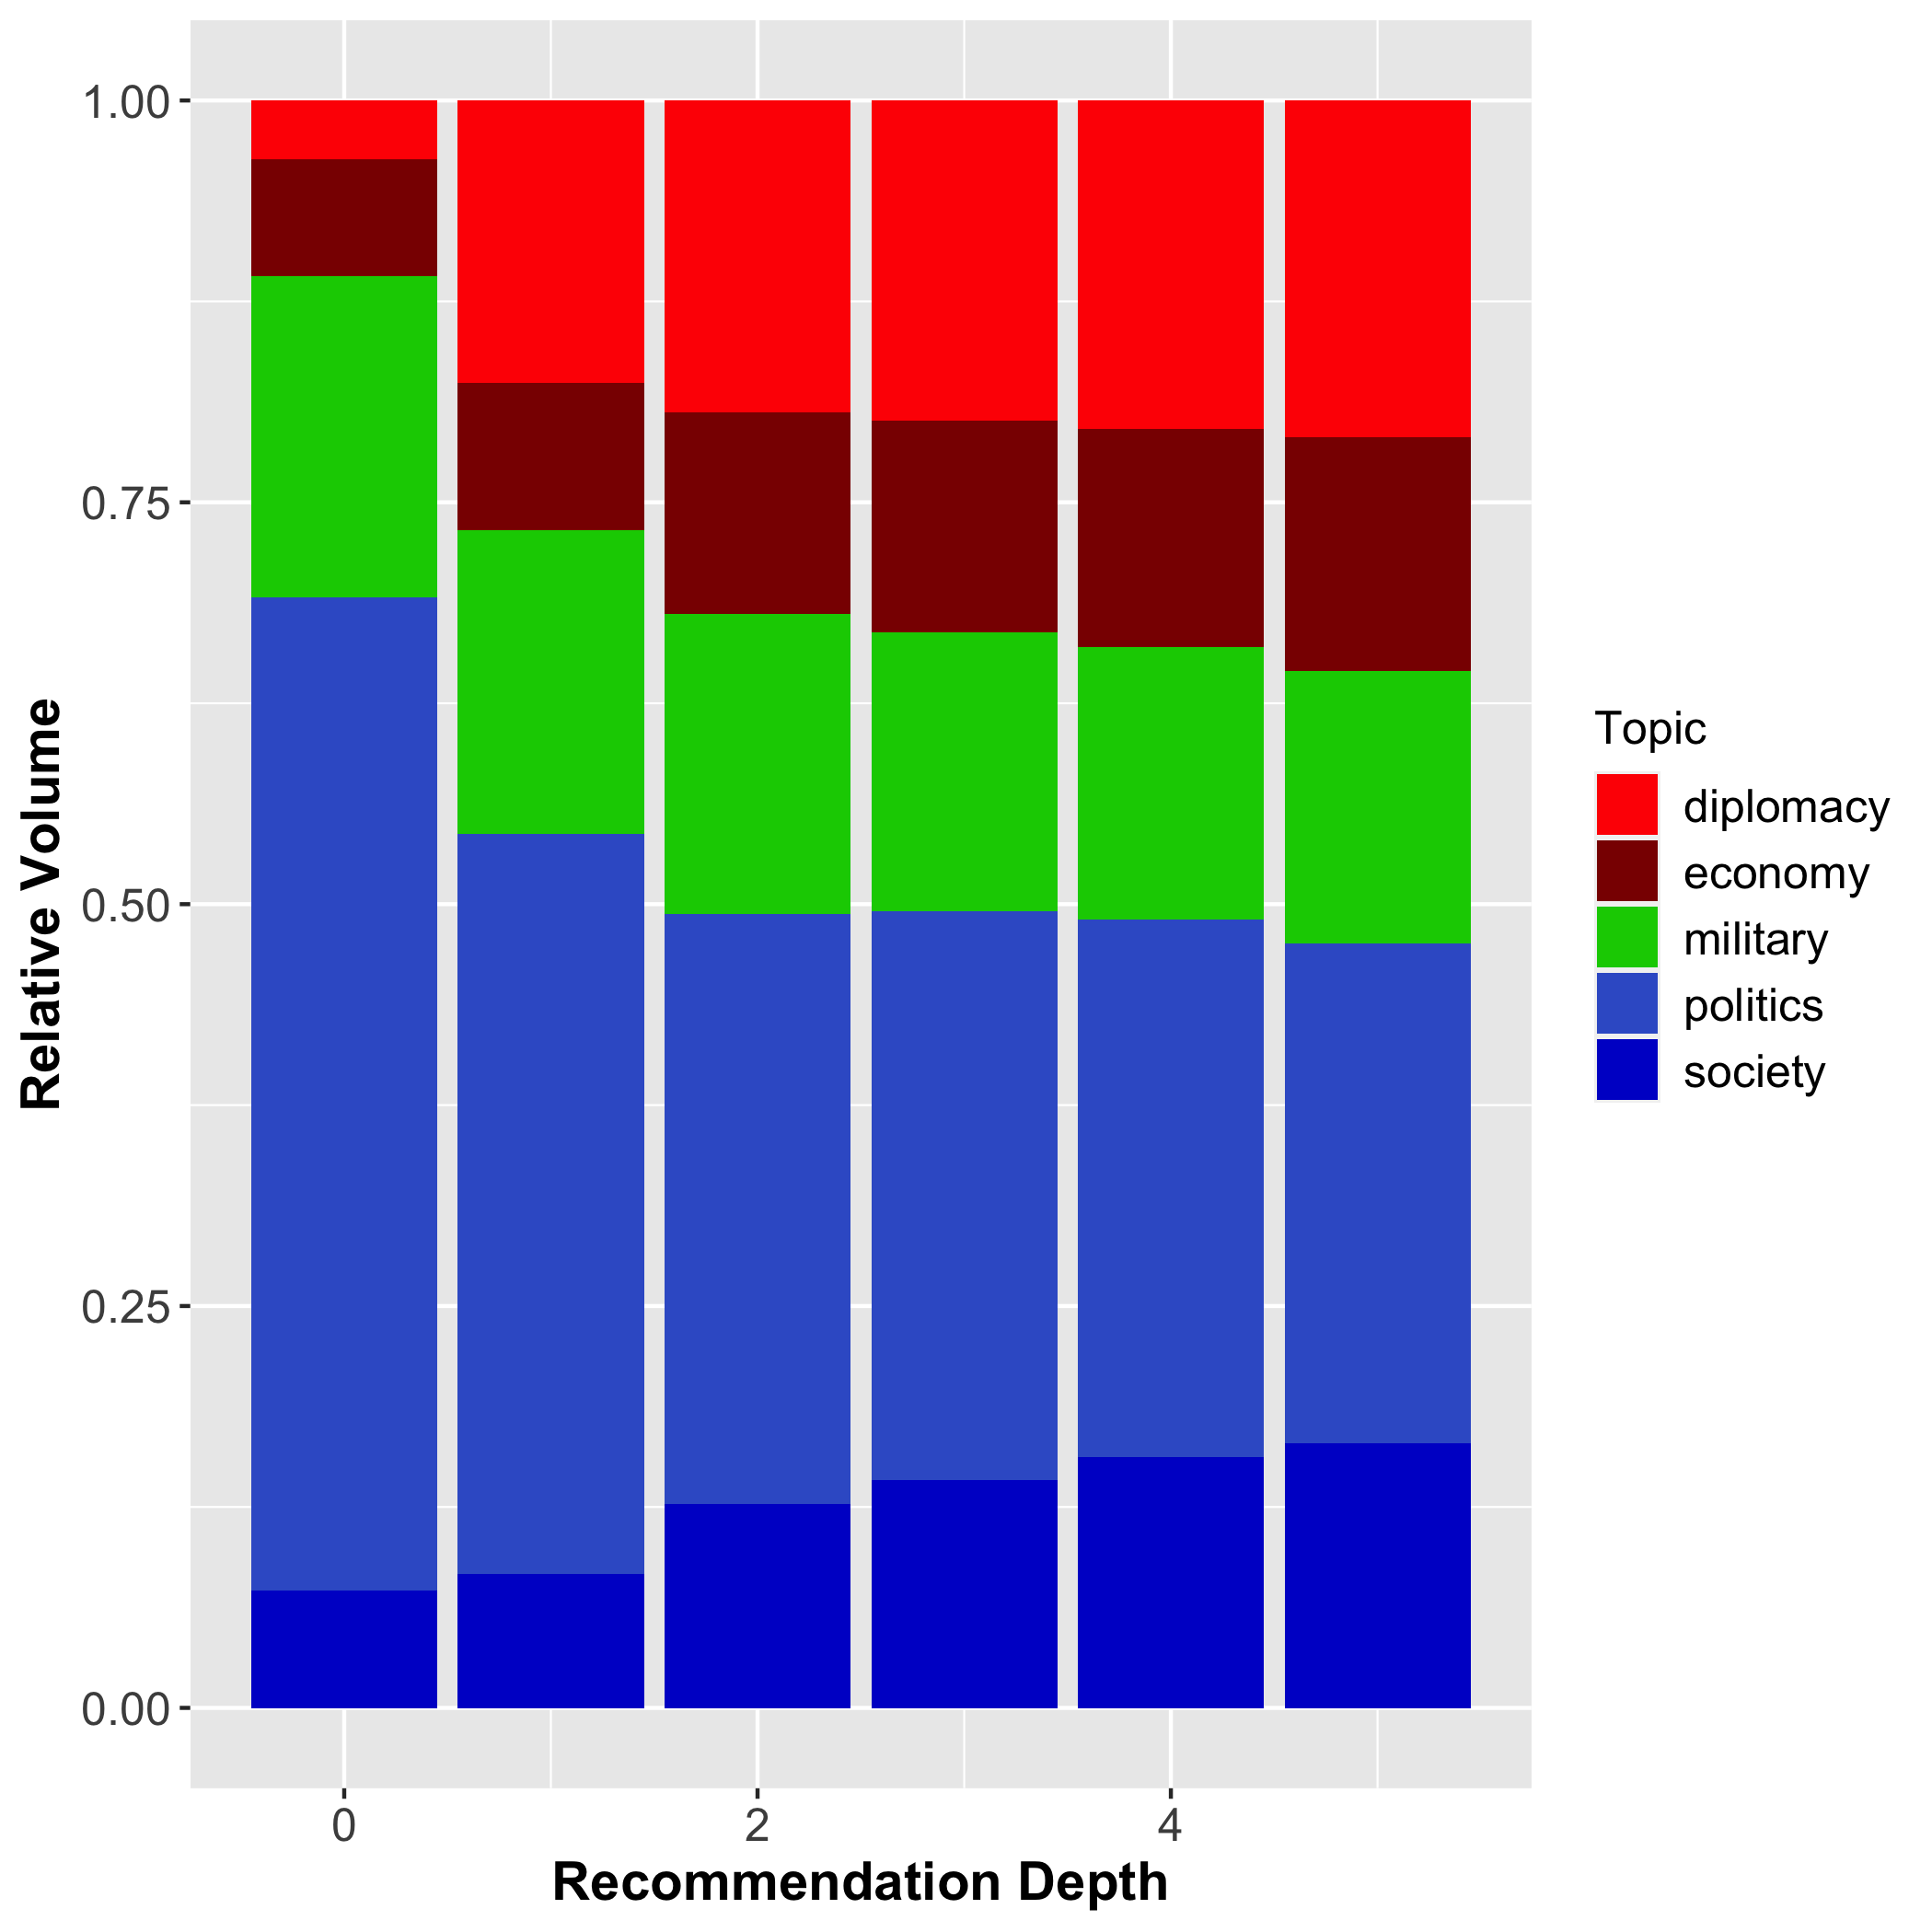 1.00
0.75
0.50
0.25
0.00
Relative Volume
0 2 4
Recommendation Depth
Topic
diplomacy
economy
military
politics
society